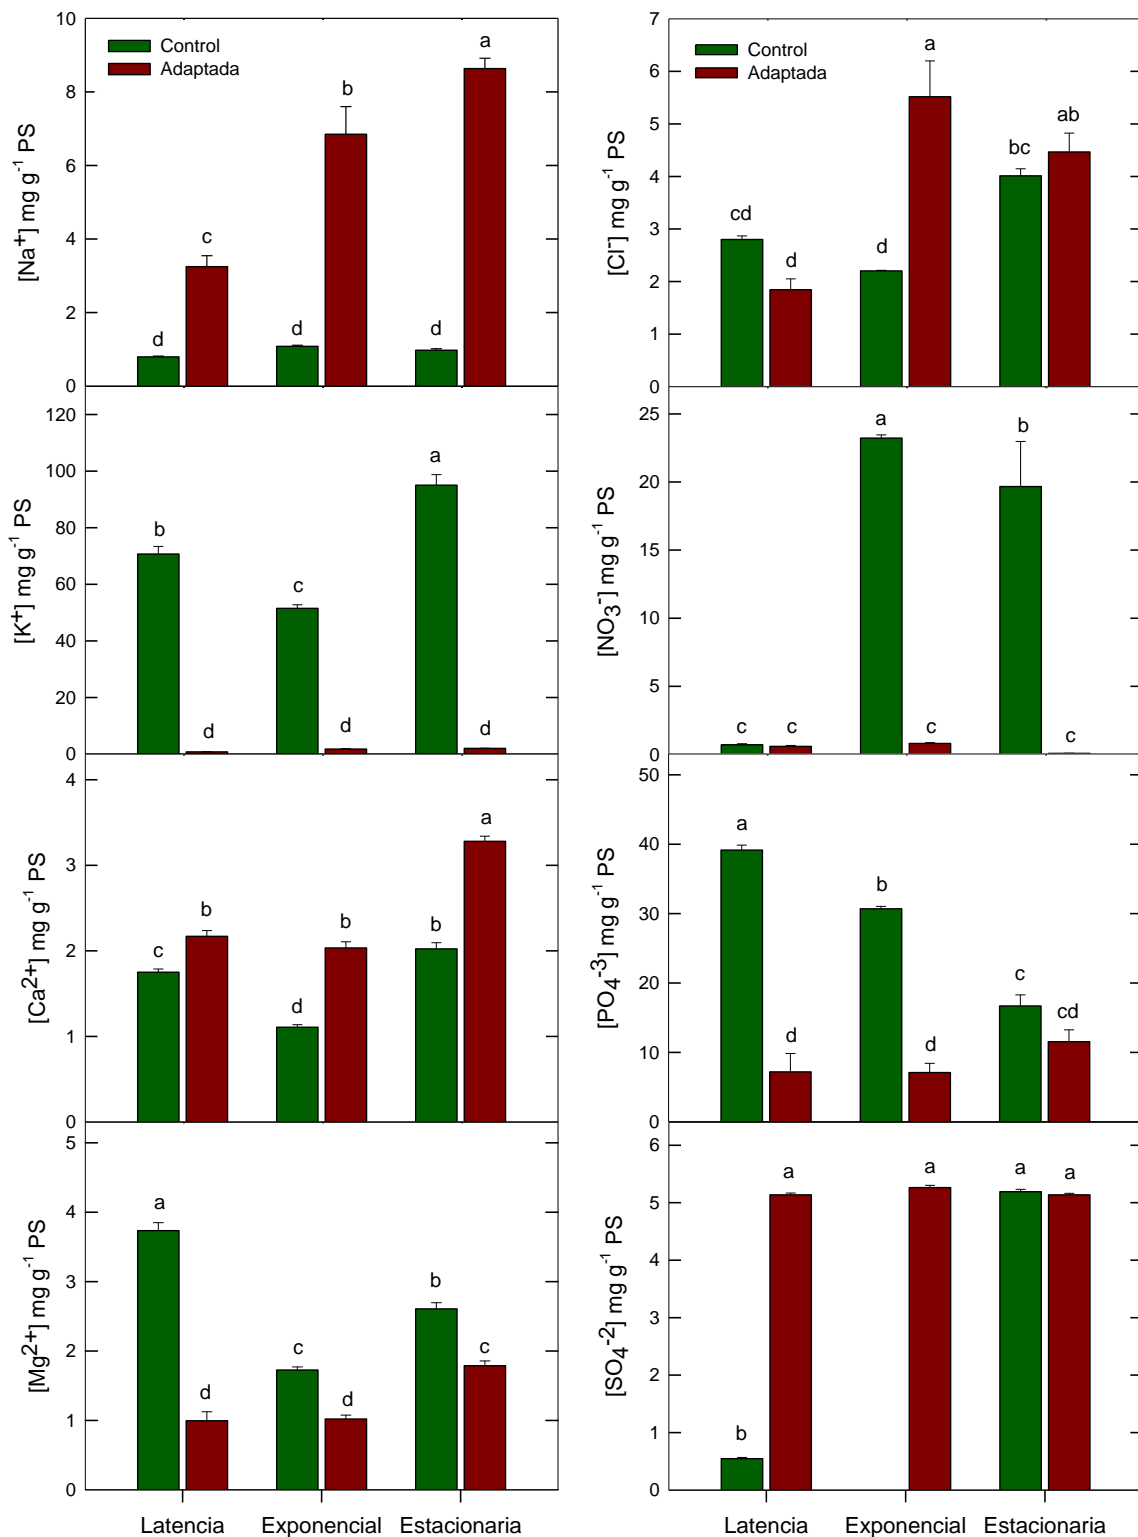 10
8
6
4
2
0
[Na+] mg g-1 PS
Control
Adaptada
d
c
d
b
d
a
7
6
5
4
3
2
1
0
[Cl-] mg g-1 PS
Control
Adaptada
cd
d
d
a
bc
ab
120
100
80
60
40
20
0
[K+] mg g-1 PS
b
d
c
d
a
d
25
20
15
10
5
0
[NO3-] mg g-1 PS
c
c
a
c
b
c
4
3
2
1
0
[Ca2+] mg g-1 PS
c
b
d
b
b
a
50
40
30
20
10
0
[PO4-3] mg g-1 PS
a
d
b
d
c
cd
5
4
3
2
1
0
[Mg2+] mg g-1 PS
a
d
c
d
b
c
6
5
4
3
2
1
0
[SO4-2] mg g-1 PS
b
a
a
a
a
Latencia Exponencial Estacionaria
Latencia Exponencial Estacionaria